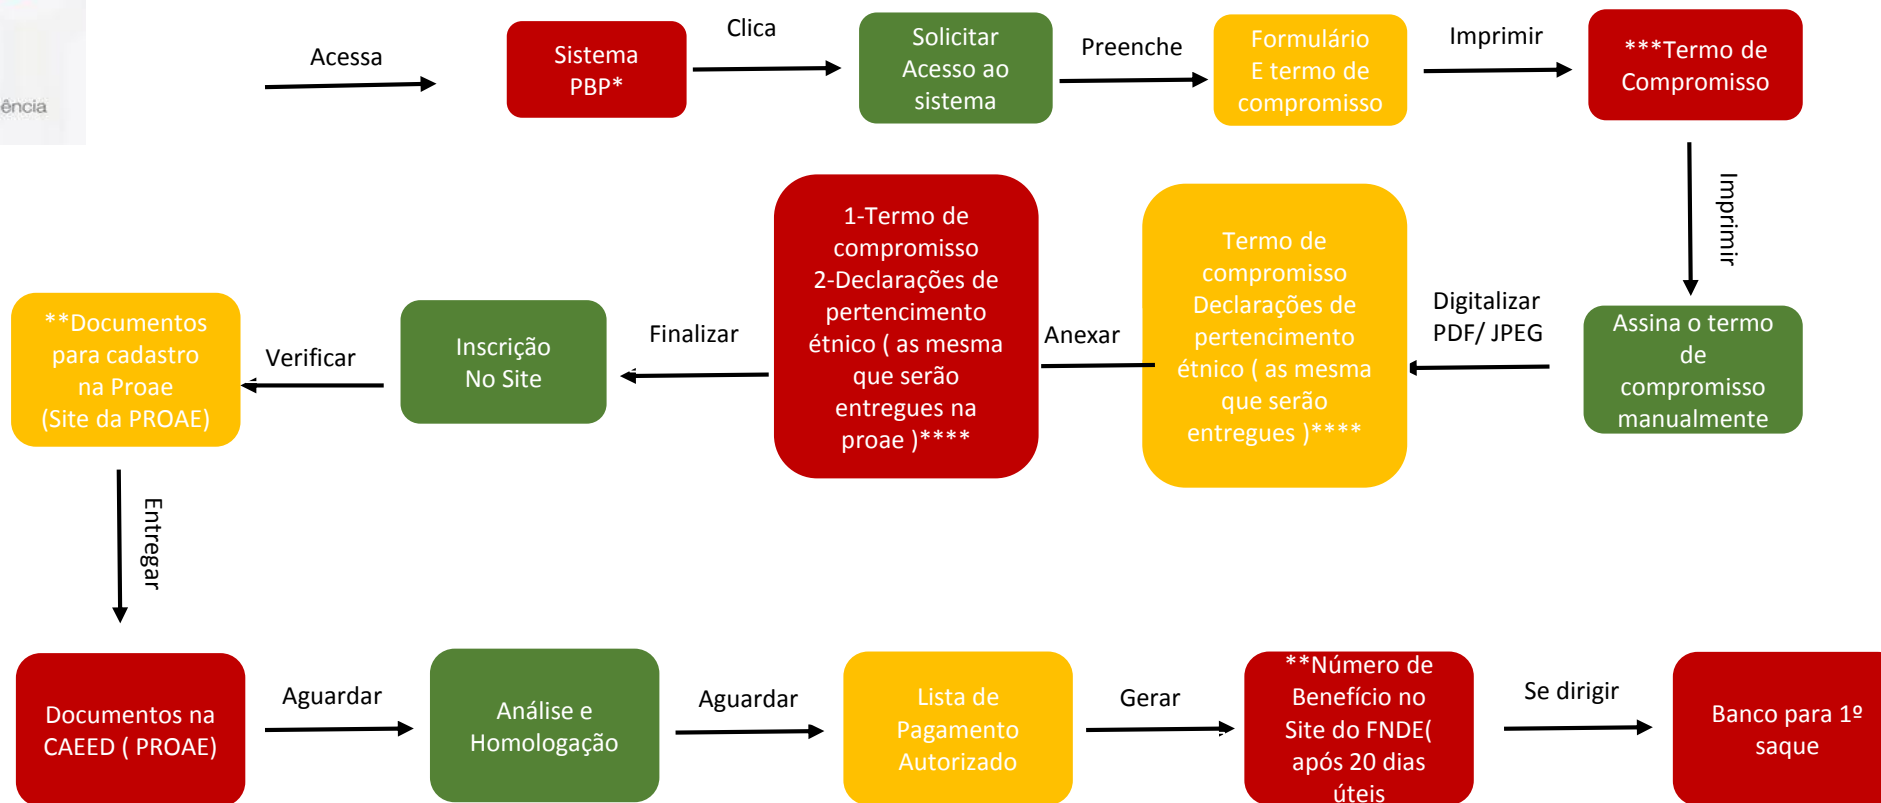 ência
Acessa
Sistema
PBP*
Clica
Solicitar
Acesso ao
sistema
Preenche
Formulário
E termo de
compromisso
Imprimir
***Termo de
Compromisso
Imprimir
Assina o termo
de
compromisso
manualmente
Digitalizar
PDF/ JPEG
Termo de
compromisso
Declarações de
pertencimento
étnico ( as mesma
que serão
entregues )****
Anexar
1-Termo de
compromisso
2-Declarações de
pertencimento
étnico ( as mesma
que serão
entregues na
proae )****
Finalizar
Inscrição
No Site
Verificar
**Documentos
para cadastro
na Proae
(Site da PROAE)
Entregar
Documentos na
CAEED ( PROAE)
Aguardar
Análise e
Homologação
Aguardar
Lista de
Pagamento
Autorizado
Gerar
**Número de
Benefício no
Site do FNDE(
após 20 dias
úteis
Se dirigir
Banco para 1º
saque